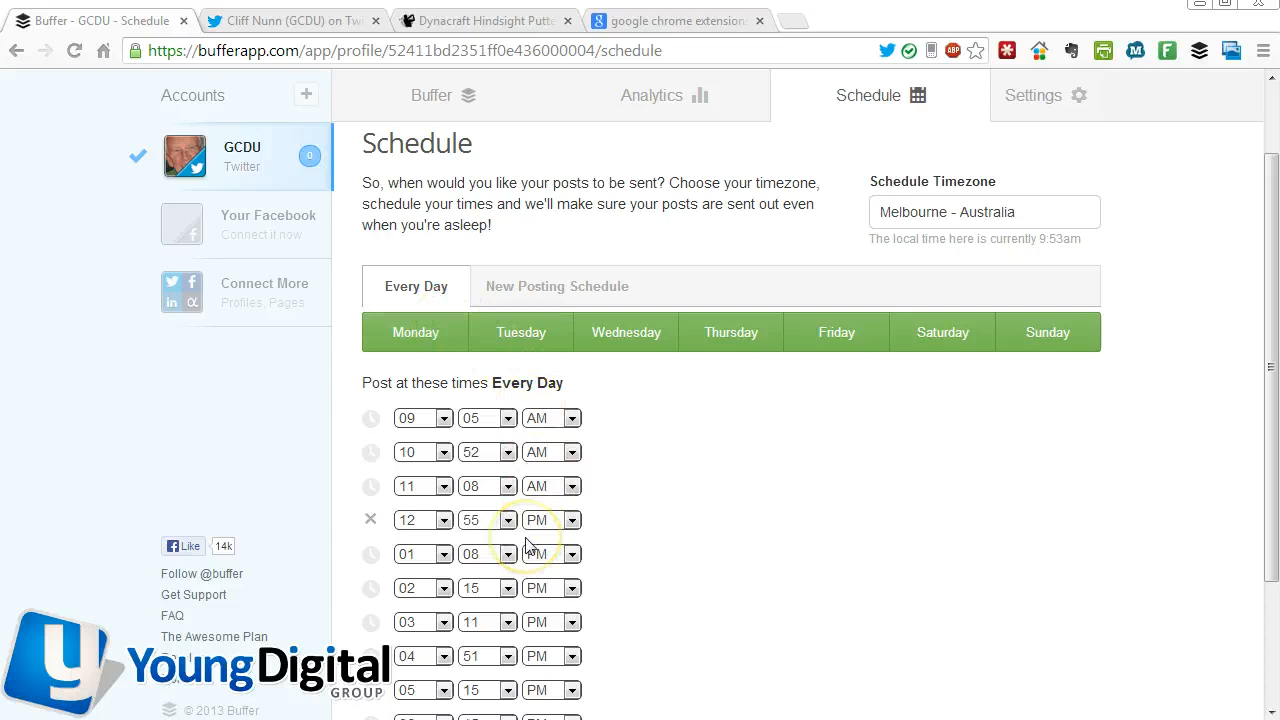 Buffer - GCDU - Schedule
Cliff Nunn (GCDU) on Twi
Dynacraft Hindsight Putte
google chrome extension
https://bufferapp.com/app/profile/52411bd2351ff0e436000004/schedule
ABP
M
F
Accounts
+
Buffer
Analytics
Schedule
Settings
GCDU
Twitter
0
Your Facebook
Connect it now
Connect More
Profiles, Pages
Schedule
So, when would you like your posts to be sent? Choose your timezone,
schedule your times and we'll make sure your posts are sent out even
when you're asleep!
Schedule Timezone
Melbourne - Australia
The local time here is currently 9:53am
Every Day
New Posting Schedule
Monday Tuesday Wednesday Thursday Friday Saturday Sunday
Post at these times Every Day
09 05 AM
10 52 AM
11 08 AM
12 55 PM
01 08 PM
02 15 PM
03 11 PM
04 51 PM
05 15 PM
Like 14k
Follow @buffer
Get Support
FAQ
The Awesome Plan
© 2013 Buffer
y
YoungDigital
GROUP